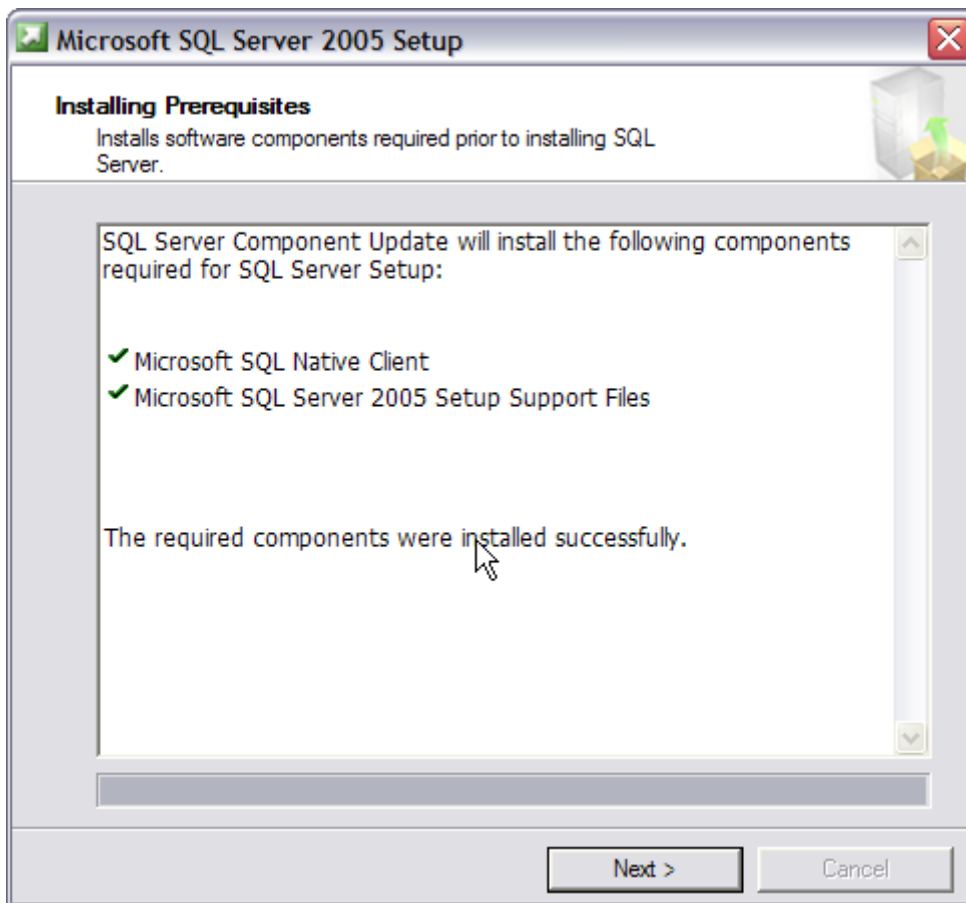 Microsoft SQL Server 2005 Setup
Installing Prerequisites
Installs software components required prior to installing SQL
Server.
SQL Server Component Update will install the following components
required for SQL Server Setup:
Microsoft SQL Native Client
Microsoft SQL Server 2005 Setup Support Files
The required components were installed successfully.
Next >
Cancel